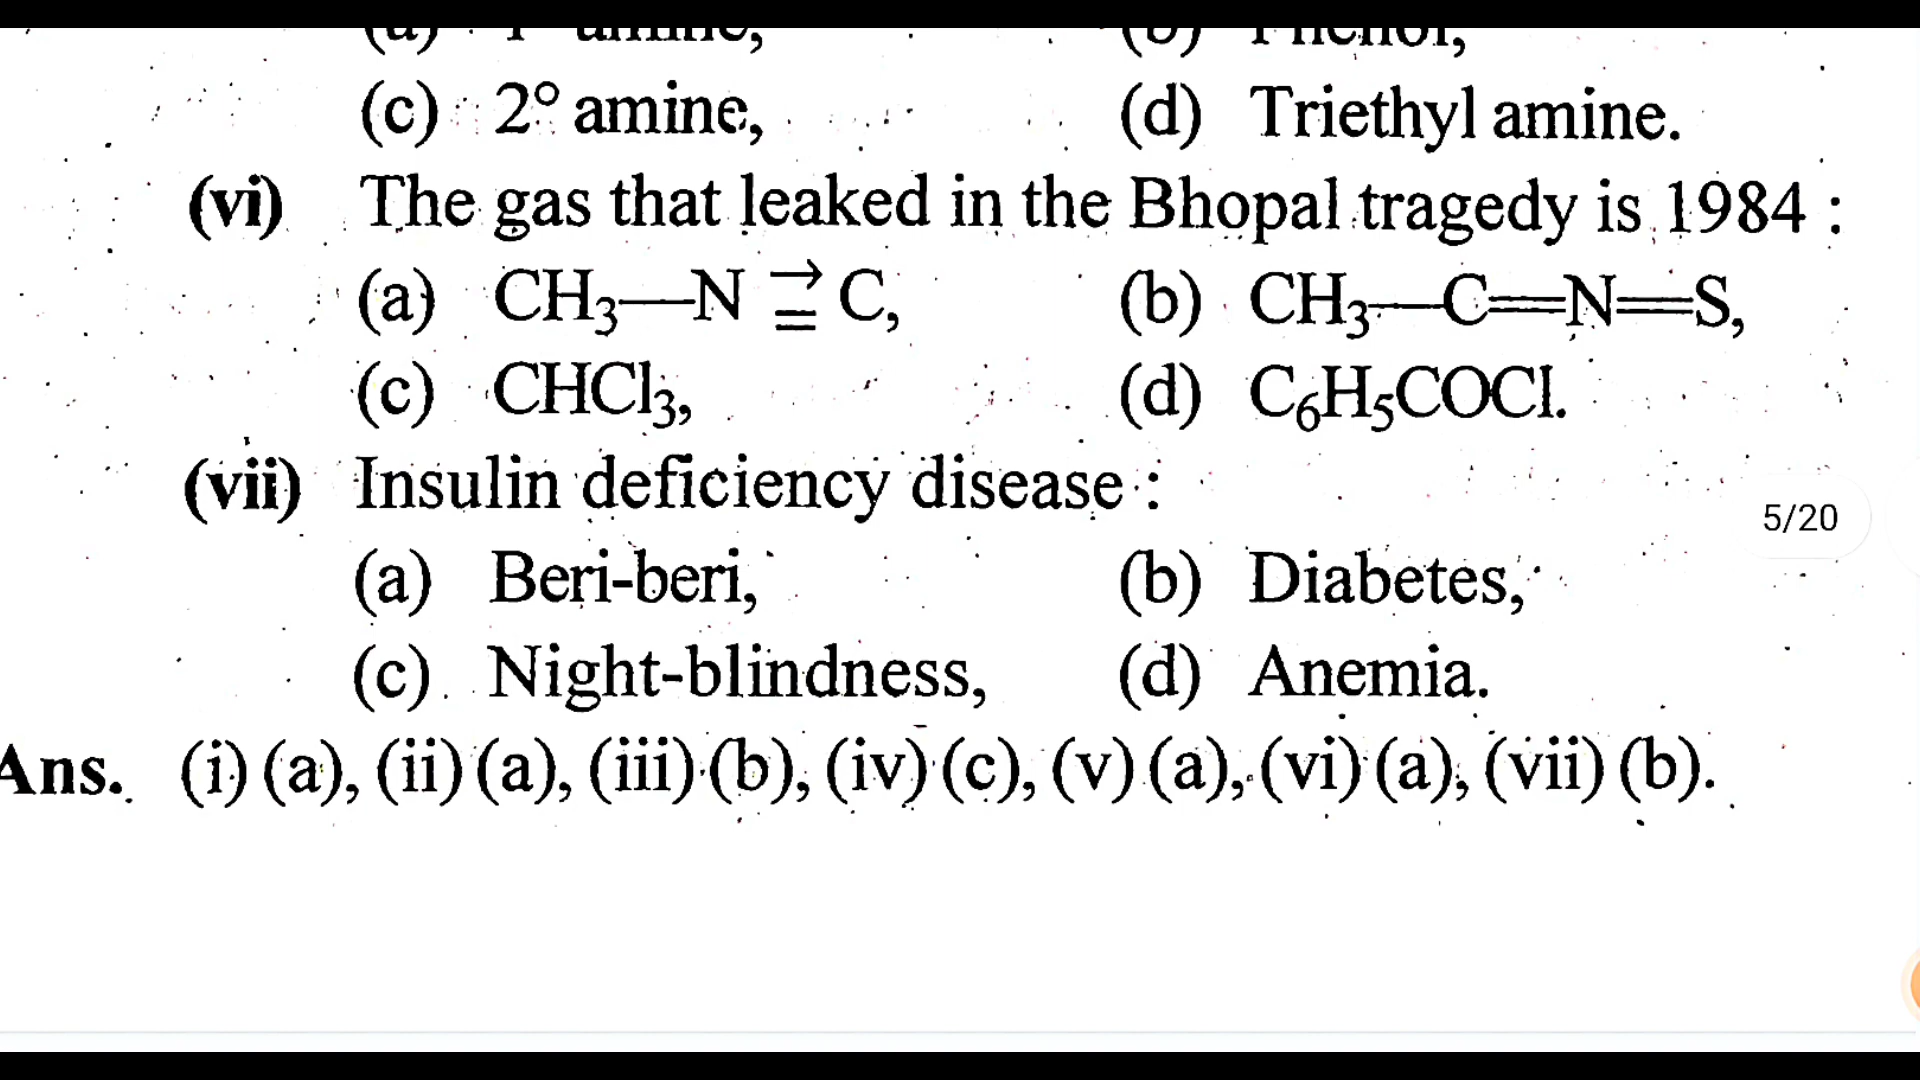 (c) 2° amine, (d) Triethyl amine.
(vi) The gas that leaked in the Bhopal tragedy is 1984 :
(a) CH₃—N ⇉ C, (b) CH₃—C=N=S,
(c) CHCl₃, (d) C₆H₅COCl.
(vii) Insulin deficiency disease :
5/20
(a) Beri-beri, (b) Diabetes,
(c) Night-blindness, (d) Anemia.
Ans. (i) (a), (ii) (a), (iii) (b), (iv) (c), (v) (a), (vi) (a), (vii) (b).